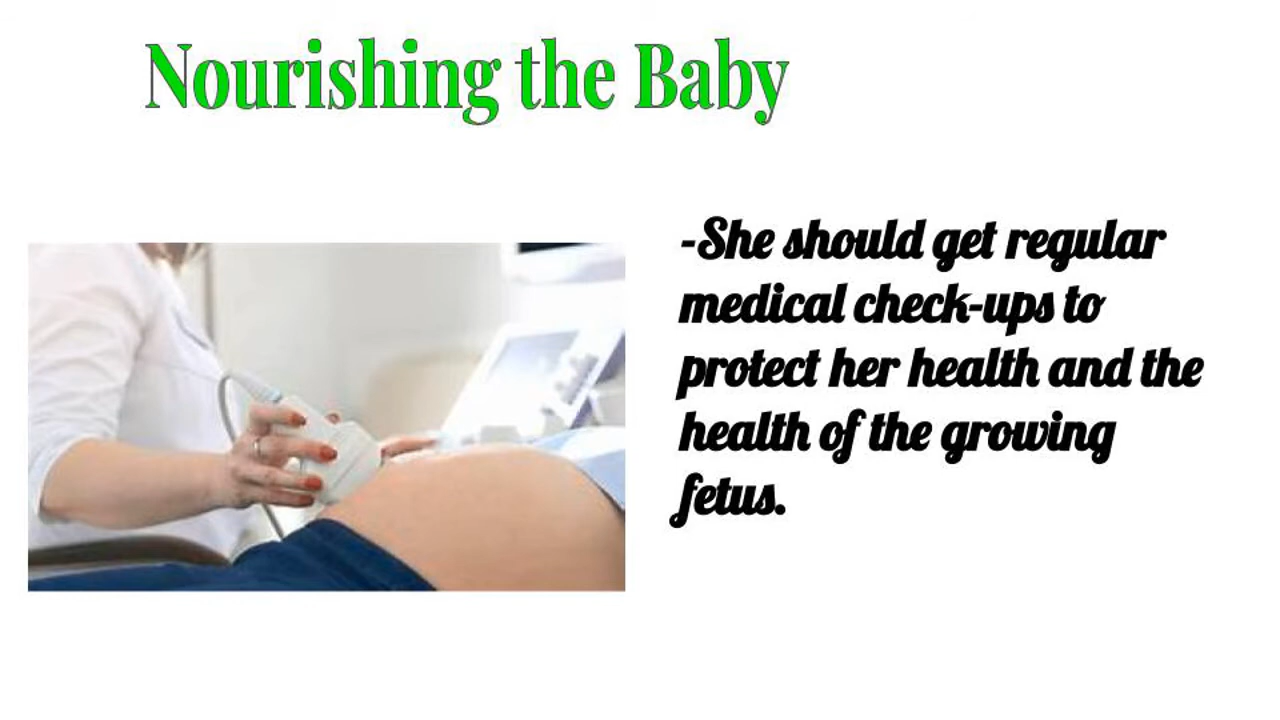 Nourishing the Baby
-She should get regular
medical check-ups to
protect her health and the
health of the growing
fetus.